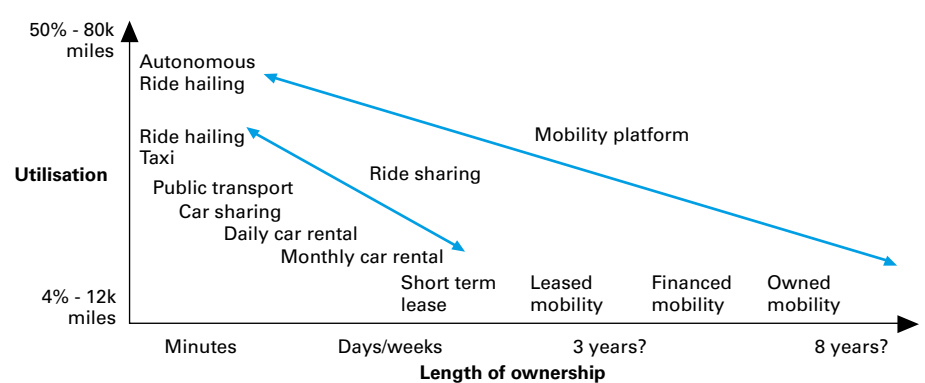 50% - 80k
miles
Autonomous
Ride hailing
Mobility platform
Ride hailing
Taxi
Utilisation
Ride sharing
Public transport
Car sharing
Daily car rental
Monthly car rental
Short term
lease
Leased
mobility
Financed
mobility
Owned
mobility
4% - 12k
miles
Minutes
Days/weeks
3 years?
8 years?
Length of ownership